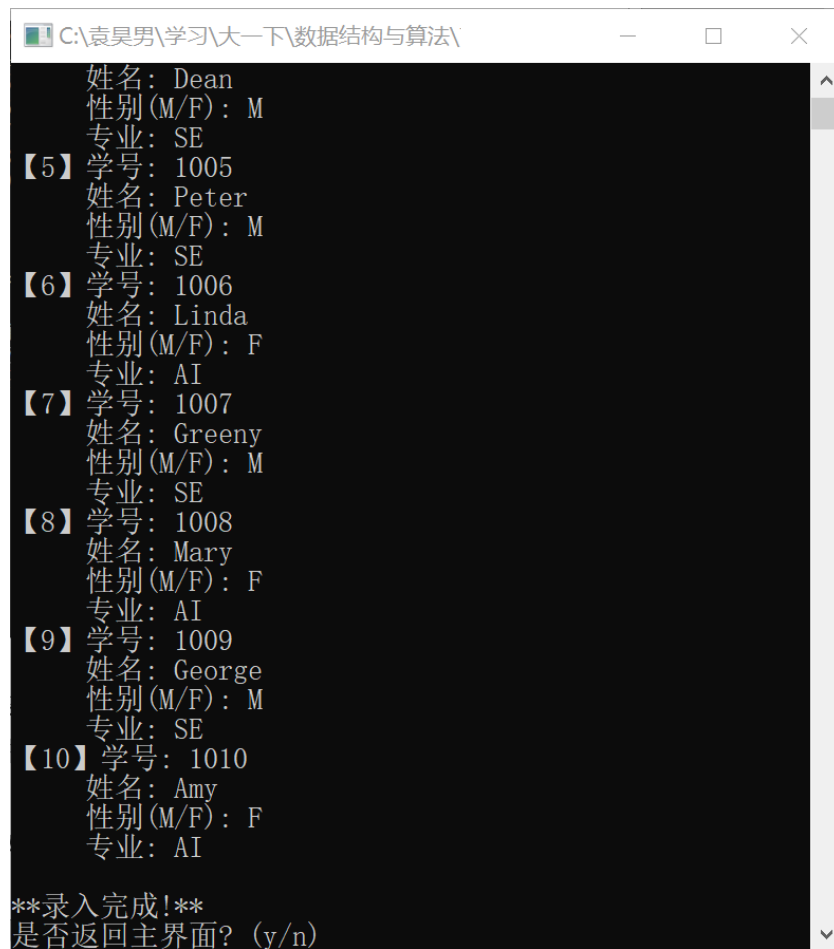 C:\袁昊男\学习\大一下\数据结构与算法\
姓名: Dean
性别(M/F): M
专业: SE
【5】学号: 1005
姓名: Peter
性别(M/F): M
专业: SE
【6】学号: 1006
姓名: Linda
性别(M/F): F
专业: AI
【7】学号: 1007
姓名: Greeny
性别(M/F): M
专业: SE
【8】学号: 1008
姓名: Mary
性别(M/F): F
专业: AI
【9】学号: 1009
姓名: George
性别(M/F): M
专业: SE
【10】学号: 1010
姓名: Amy
性别(M/F): F
专业: AI
**录入完成!**
是否返回主界面? (y/n)